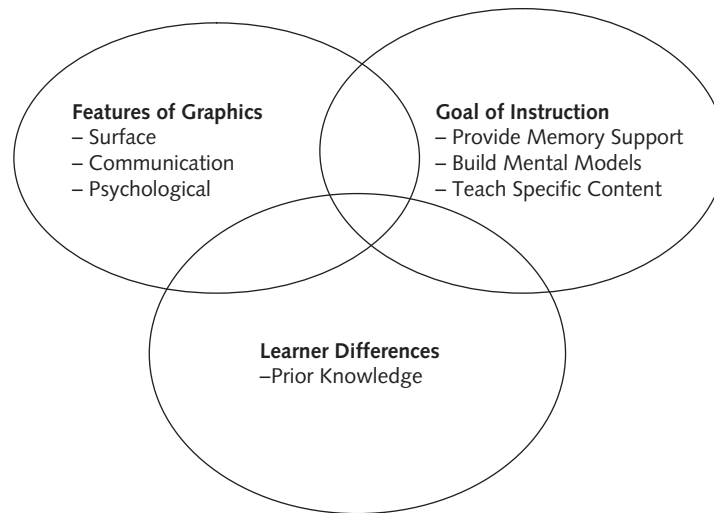 Features of Graphics
– Surface
– Communication
– Psychological
Goal of Instruction
– Provide Memory Support
– Build Mental Models
– Teach Specific Content
Learner Differences
–Prior Knowledge